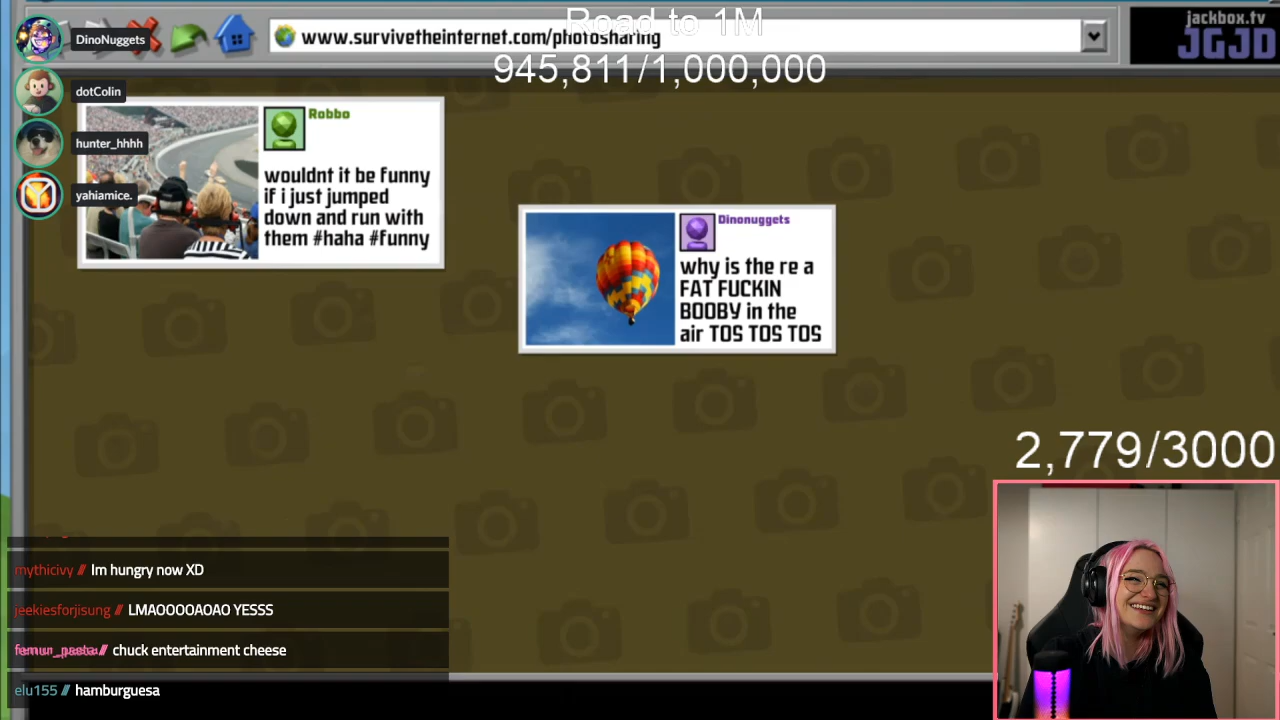 Road to 1M
945,811/1,000,000
www.survivetheinternet.com/photosharing
jackbox.tv
JGJD
DinoNuggets
dotColin
hunter_hhhh
yahiamice.
Robbo
wouldnt it be funny
if i just jumped
down and run with
them #haha #funny
Dinonuggets
why is the re a
FAT FUCKIN
BOOBY in the
air TOS TOS TOS
2,779/3000
mythicivy // Im hungry now XD
jeekiesforjisung // LMAOOOOAOAO YESSS
femur_pasta // chuck entertainment cheese
elu155 // hamburguesa